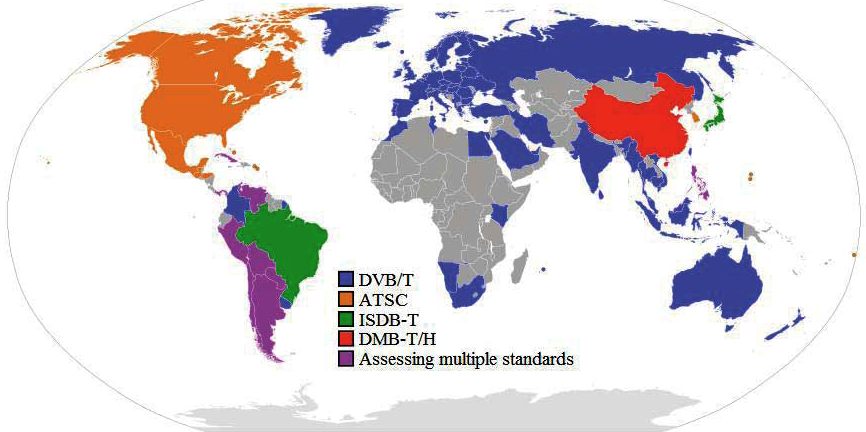 DVB/T
ATSC
ISDB-T
DMB-T/H
Assessing multiple standards